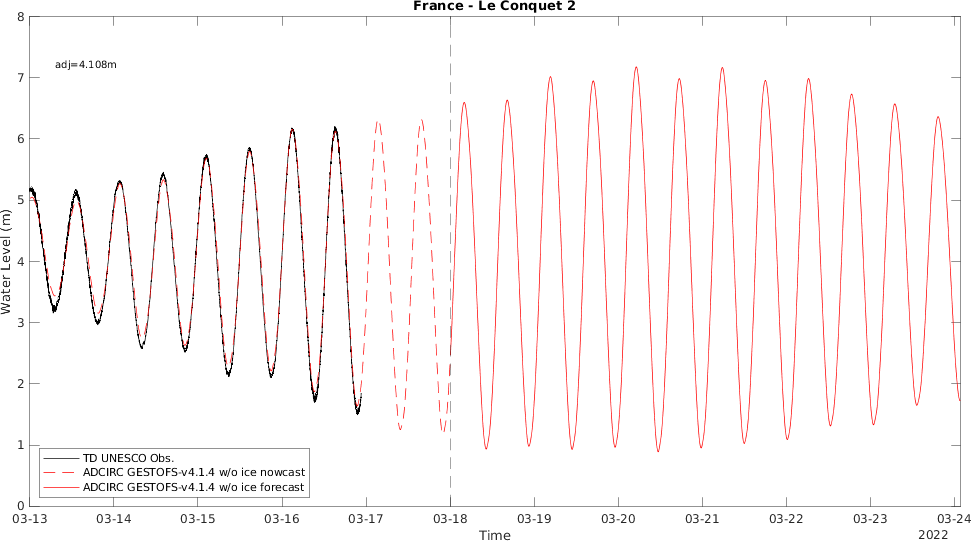 France - Le Conquet 2
adj=4.108m
Water Level (m)
8
7
6
5
4
3
2
1
0
TD UNESCO Obs.
ADCIRC GESTOFS-v4.1.4 w/o ice nowcast
ADCIRC GESTOFS-v4.1.4 w/o ice forecast
03-13 03-14 03-15 03-16 03-17 03-18 03-19 03-20 03-21 03-22 03-23 03-24
Time
2022